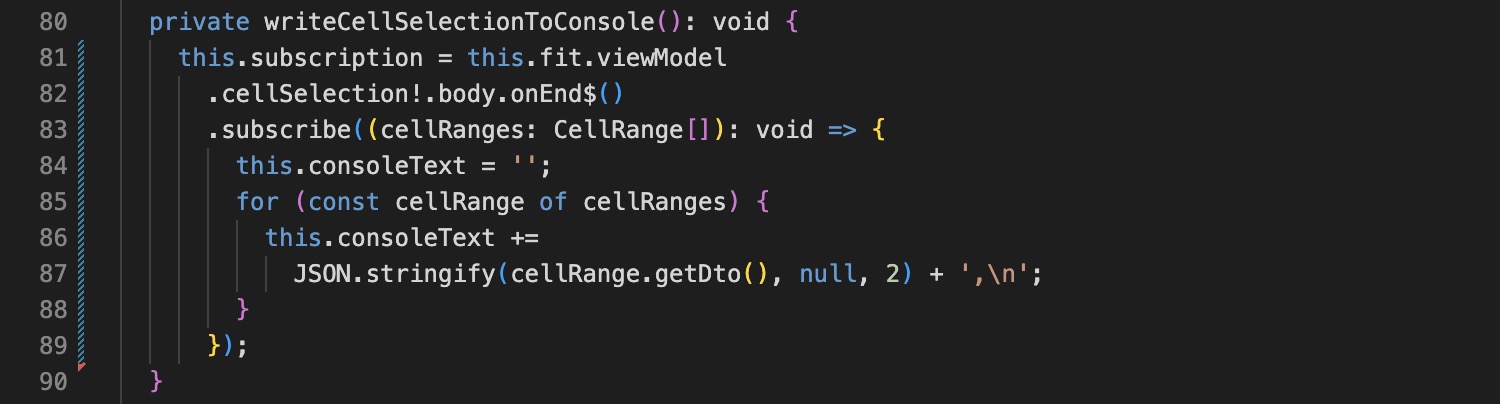 80 private writeCellSelectionToConsole(): void {
81 this.subscription = this.fit.viewModel
82 .cellSelection!.body.onEnd$()
83 .subscribe((cellRanges: CellRange[]): void => {
84 this.consoleText = '';
85 for (const cellRange of cellRanges) {
86 this.consoleText +=
87 JSON.stringify(cellRange.getDto(), null, 2) + ',\n';
88 }
89 });
90 }